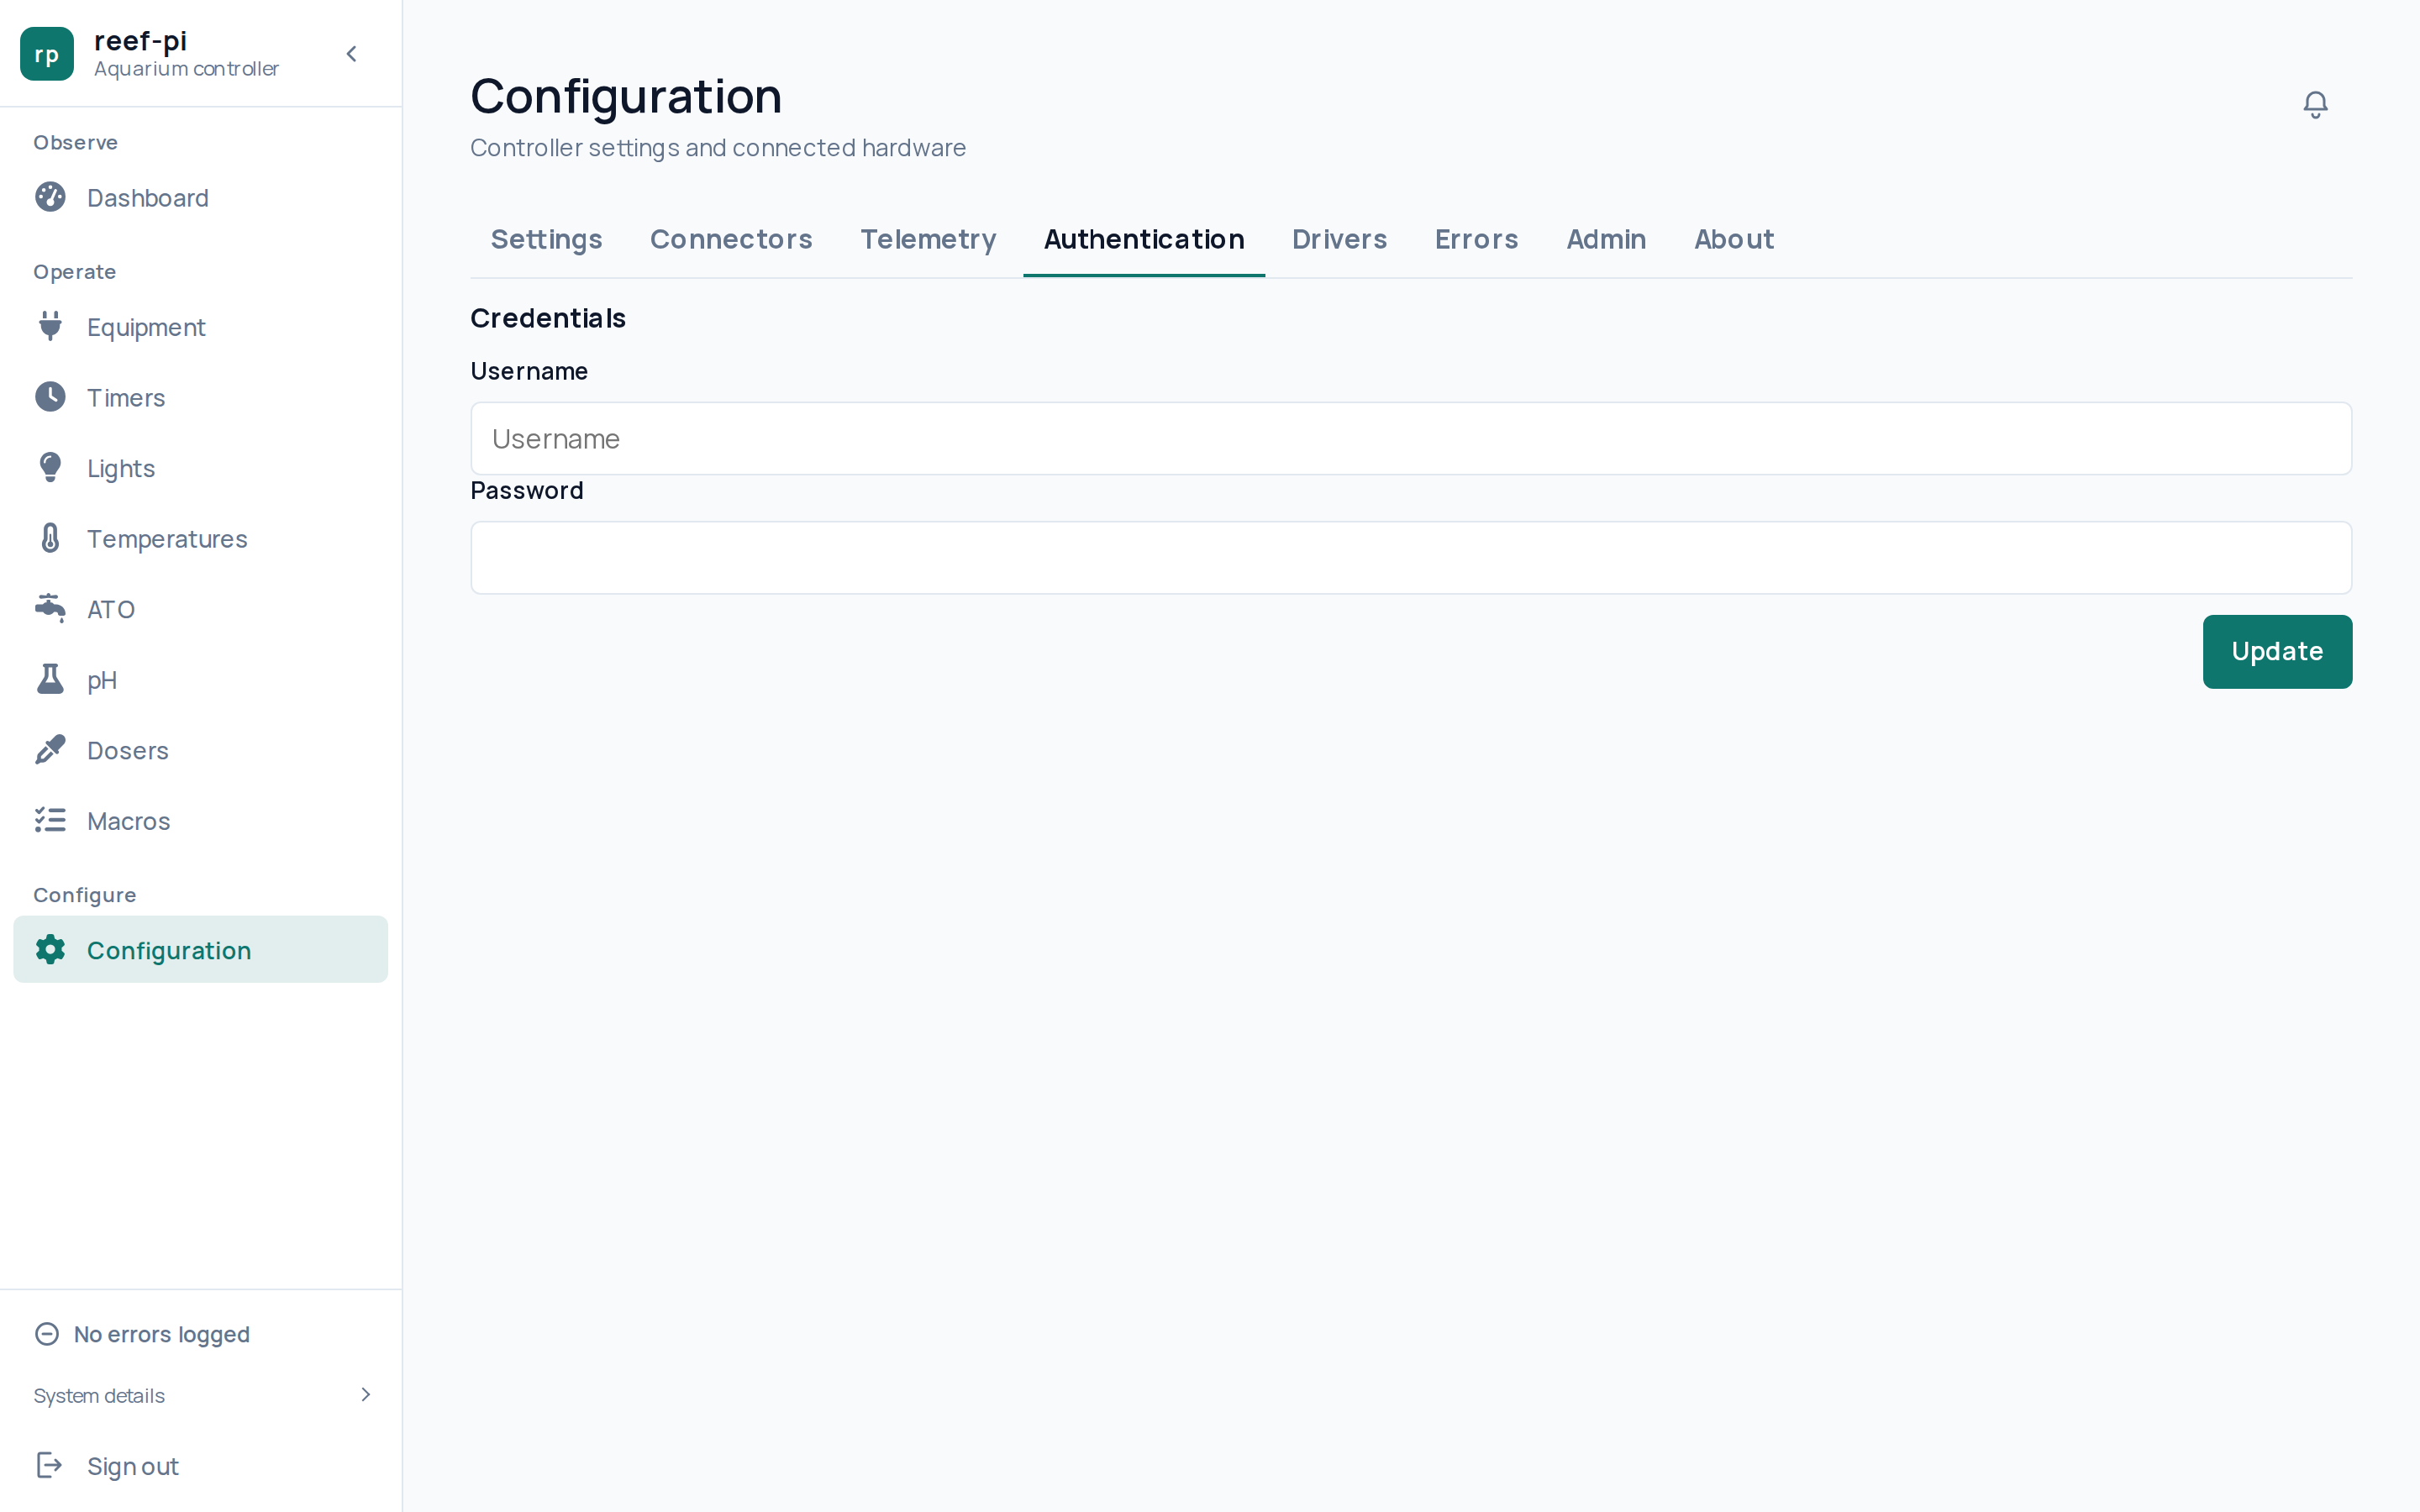 rp
reef-pi
Aquarium controller
Observe
Dashboard
Operate
Equipment
Timers
Lights
Temperatures
ATO
pH
Dosers
Macros
Configure
Configuration
No errors logged
System details
Sign out
Configuration
Controller settings and connected hardware
Settings Connectors Telemetry Authentication Drivers Errors Admin About
Credentials
Username
Username
Password
Update